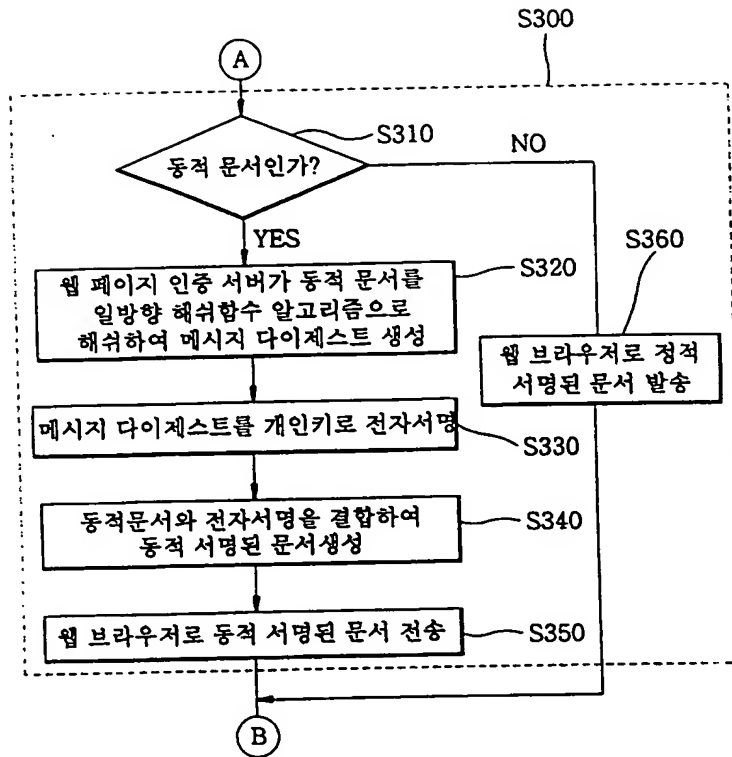 S300
A
S310
동적 문서인가?
NO
YES
S360
웹 페이지 인증 서버가 동적 문서를
일방향 해쉬함수 알고리즘으로
해쉬하여 메시지 다이제스트 생성
S320
웹 브라우저로 정적
서명된 문서 발송
메시지 다이제스트를 개인키로 전자서명
S330
동적문서와 전자서명을 결합하여
동적 서명된 문서생성
S340
웹 브라우저로 동적 서명된 문서 전송
S350
B